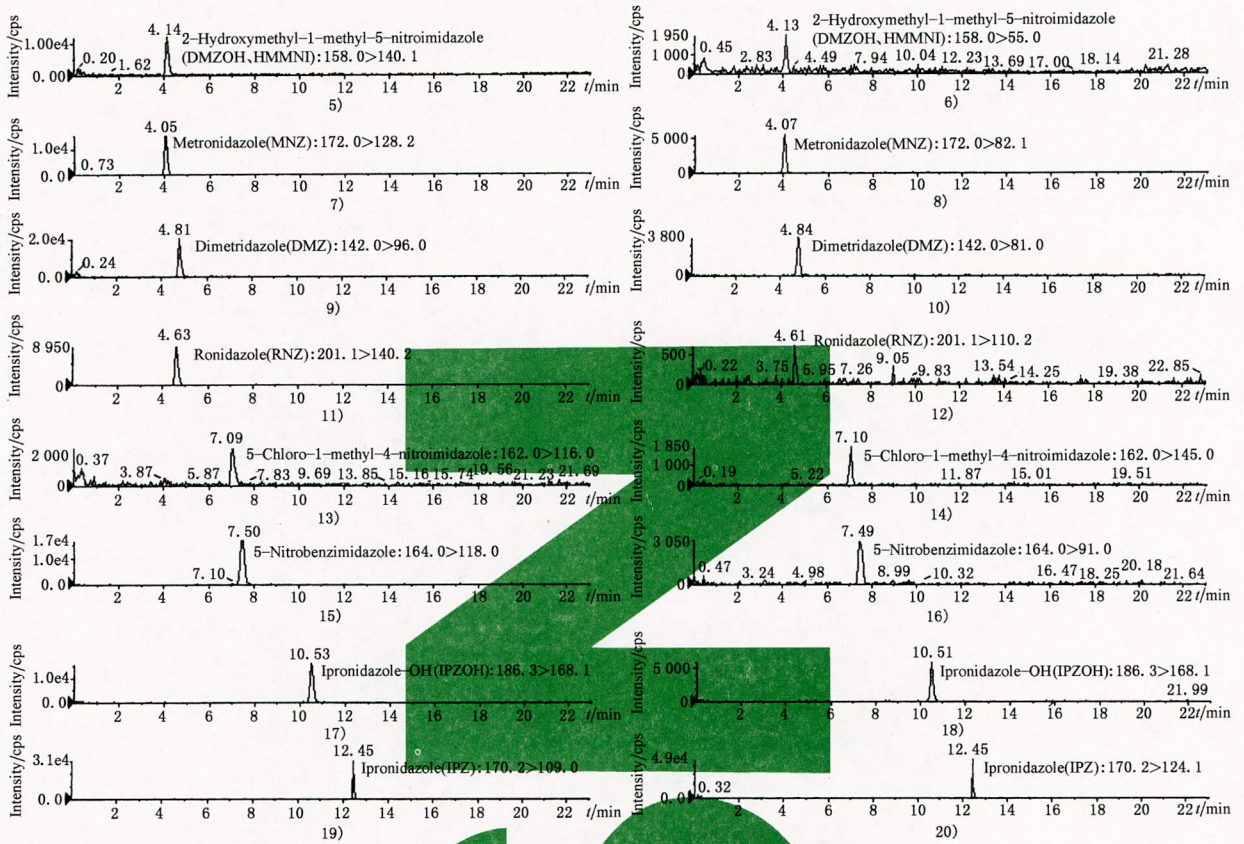 Intensity/cps
1.00e4
0.00
4.14
0.20
1.62
2-Hydroxymethyl-1-methyl-5-nitroimidazole
(DMZOH、HMMNI):158.0>140.1
2 4 6 8 10 12 14 16 18 20 22 t/min
5)
Intensity/cps
1 950
1 000
0
4.13
2-Hydroxymethyl-1-methyl-5-nitroimidazole
(DMZOH、HMMNI):158.0>55.0
0.45 2.83 4.49 7.94 10.04 12.23 13.69 17.00 18.14 21.28
2 4 6 8 10 12 14 16 18 20 22 t/min
6)
Intensity/cps
1.0e4
0.0
4.05
0.73
Metronidazole(MNZ):172.0>128.2
2 4 6 8 10 12 14 16 18 20 22 t/min
7)
Intensity/cps
5 000
0
4.07
Metronidazole(MNZ):172.0>82.1
2 4 6 8 10 12 14 16 18 20 22 t/min
8)
Intensity/cps
2.0e4
0.0
4.81
0.24
Dimetridazole(DMZ):142.0>96.0
2 4 6 8 10 12 14 16 18 20 22 t/min
9)
Intensity/cps
3 800
0
4.84
Dimetridazole(DMZ):142.0>81.0
2 4 6 8 10 12 14 16 18 20 22 t/min
10)
Intensity/cps
8 950
0
4.63
Ronidazole(RNZ):201.1>140.2
2 4 6 8 10 12 14 16 18 20 22 t/min
11)
Intensity/cps
500
0
4.61
Ronidazole(RNZ):201.1>110.2
0.22 3.75 5.95 7.26 9.05 9.83 13.54 14.25 19.38 22.85
2 4 6 8 10 12 14 16 18 20 22 t/min
12)
Intensity/cps
2 000
0
7.09
5-Chloro-1-methyl-4-nitroimidazole:162.0>116.0
0.37 3.87 5.87 7.83 9.69 13.85 15.16 15.74 19.56 21.23 21.69
2 4 6 8 10 12 14 16 18 20 22 t/min
13)
Intensity/cps
1 850
1 000
0
7.10
5-Chloro-1-methyl-4-nitroimidazole:162.0>145.0
0.19 5.22 11.87 15.01 19.51
2 4 6 8 10 12 14 16 18 20 22 t/min
14)
Intensity/cps
1.7e4
1.0e4
0.0
7.50
7.10
5-Nitrobenzimidazole:164.0>118.0
2 4 6 8 10 12 14 16 18 20 22 t/min
15)
Intensity/cps
3 050
0
7.49
5-Nitrobenzimidazole:164.0>91.0
0.47 3.24 4.98 8.99 10.32 16.47 18.25 20.18 21.64
2 4 6 8 10 12 14 16 18 20 22 t/min
16)
Intensity/cps
1.0e4
0.0
10.53
Ipronidazole-OH(IPZOH):186.3>168.1
2 4 6 8 10 12 14 16 18 20 22 t/min
17)
Intensity/cps
5 000
0
10.51
Ipronidazole-OH(IPZOH):186.3>168.1
21.99
2 4 6 8 10 12 14 16 18 20 22 t/min
18)
Intensity/cps
3.1e4
0.0
12.45
Ipronidazole(IPZ):170.2>109.0
2 4 6 8 10 12 14 16 18 20 22 t/min
19)
Intensity/cps
4.9e4
0.0
12.45
0.32
Ipronidazole(IPZ):170.2>124.1
2 4 6 8 10 12 14 16 18 20 22 t/min
20)